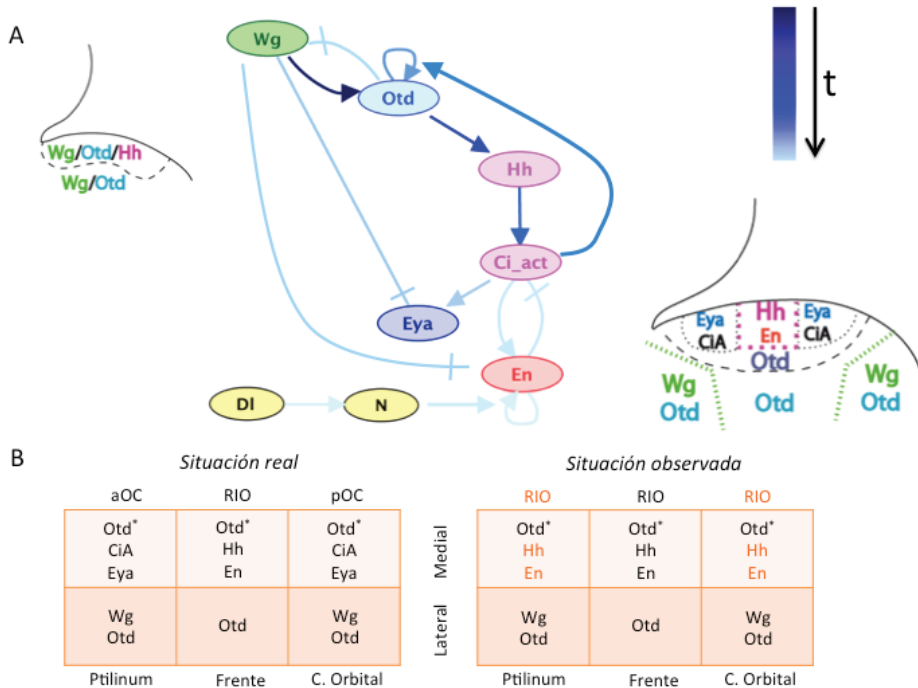 A
Wg/Otd/Hh
Wg/Otd
Wg
Otd
Hh
Ci_act
Eya
En
Dl
N
t
Eya
CiA
Hh
En
Eya
CiA
Otd
Wg
Otd
Otd
Wg
Otd
B
Situación real
aOC RIO pOC
Otd* Otd* Otd*
CiA Hh CiA
Eya En Eya
Wg Otd Wg
Otd Otd
Ptilinum Frente C. Orbital
Medial
Lateral
Situación observada
RIO RIO RIO
Otd* Otd* Otd*
Hh Hh Hh
En En En
Wg Otd Wg
Otd Otd
Ptilinum Frente C. Orbital